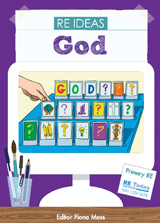 RE IDEAS
God
GOD?
?
Primary RE
RE Today
Editor Fiona Moss